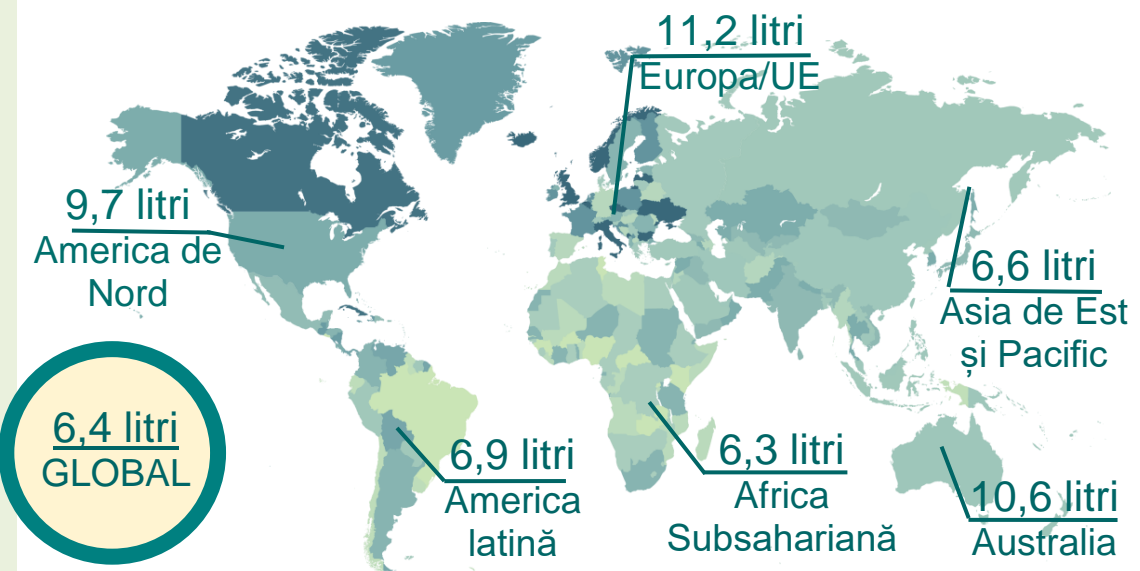 11,2 litri
Europa/UE
9,7 litri
America de
Nord
6,6 litri
Asia de Est
și Pacific
6,4 litri
GLOBAL
6,9 litri
America
latină
6,3 litri
Africa
Subsahariană
10,6 litri
Australia